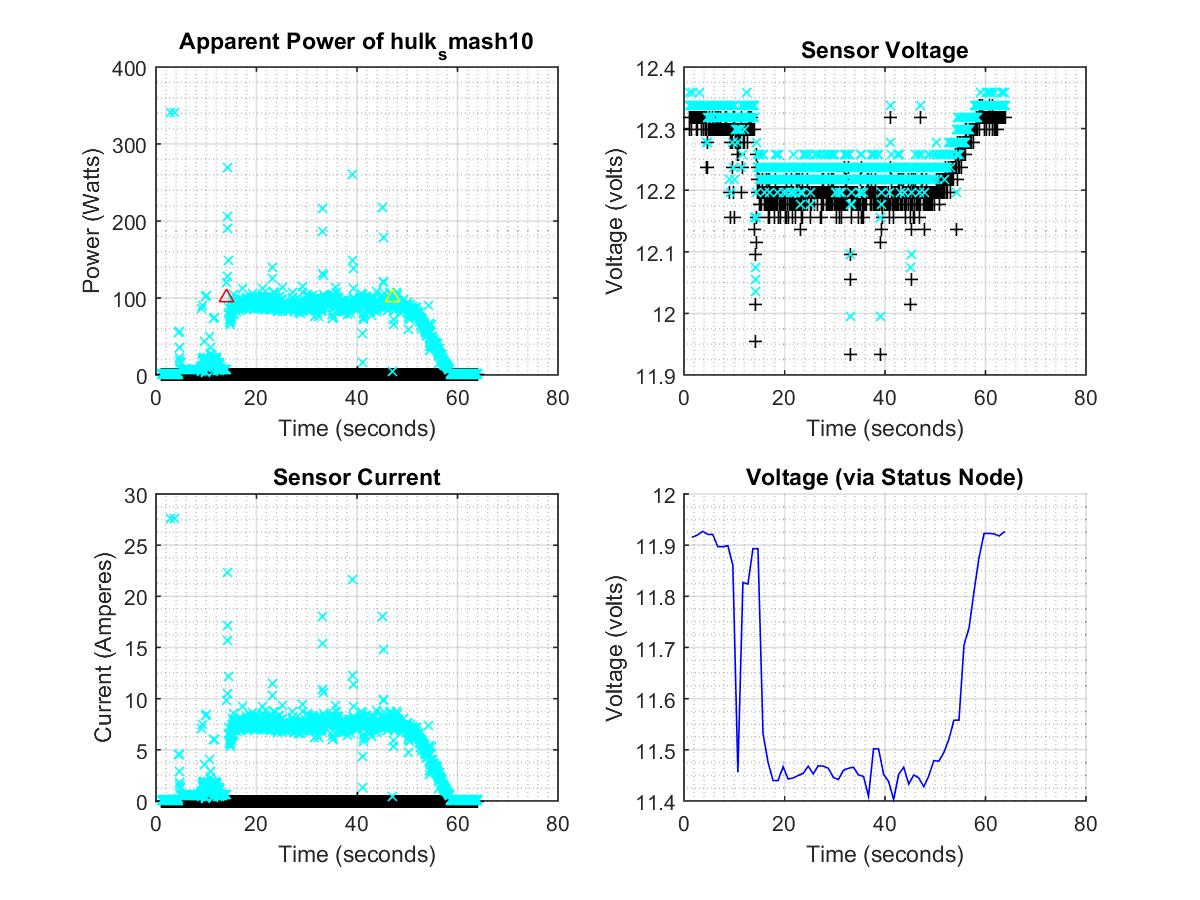 Apparent Power of hulksmash10
400
300
200
100
0
Power (Watts)
0 20 40 60 80
Time (seconds)
Sensor Voltage
12.4
12.3
12.2
12.1
12
11.9
Voltage (volts)
0 20 40 60 80
Time (seconds)
Sensor Current
30
25
20
15
10
5
0
Current (Amperes)
0 20 40 60 80
Time (seconds)
Voltage (via Status Node)
12
11.9
11.8
11.7
11.6
11.5
11.4
Voltage (volts)
0 20 40 60 80
Time (seconds)